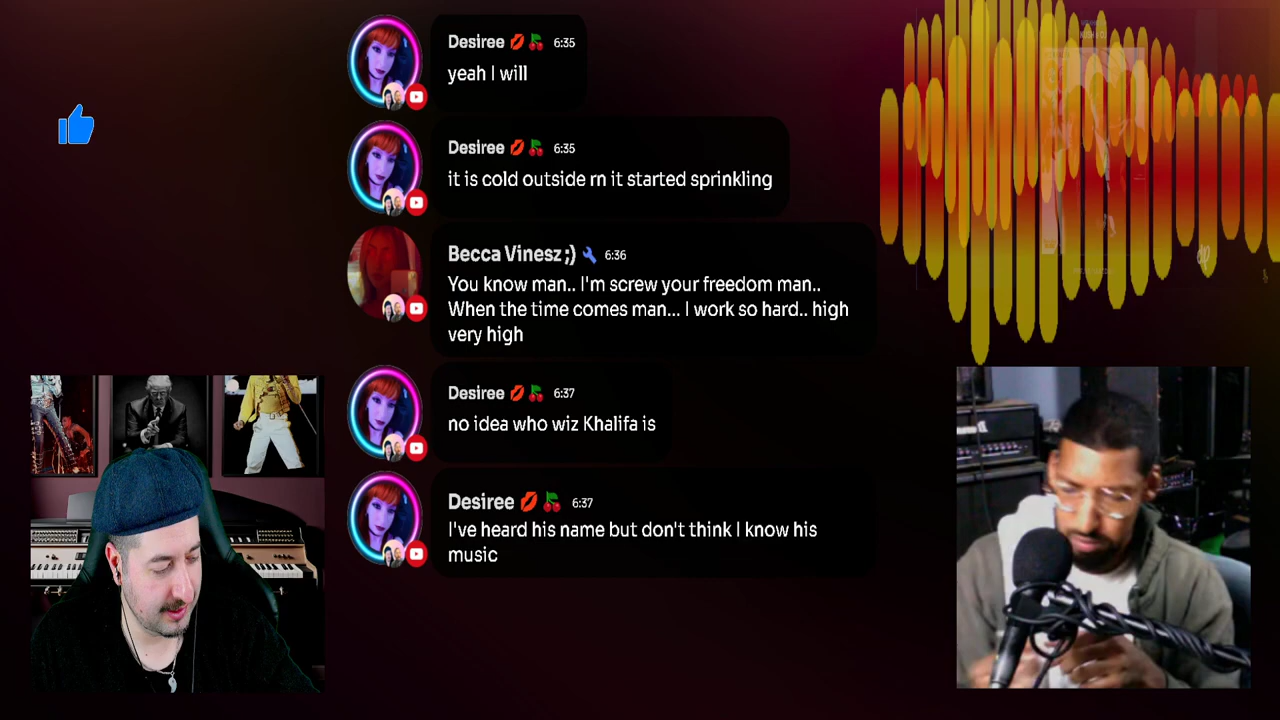 Desiree 💋🍒 6:35
yeah I will
Desiree 💋🍒 6:35
it is cold outside rn it started sprinkling
Becca Vinesz ;) 🔧 6:36
You know man.. I'm screw your freedom man..
When the time comes man... I work so hard.. high
very high
Desiree 💋🍒 6:37
no idea who wiz Khalifa is
Desiree 💋🍒 6:37
I've heard his name but don't think I know his
music